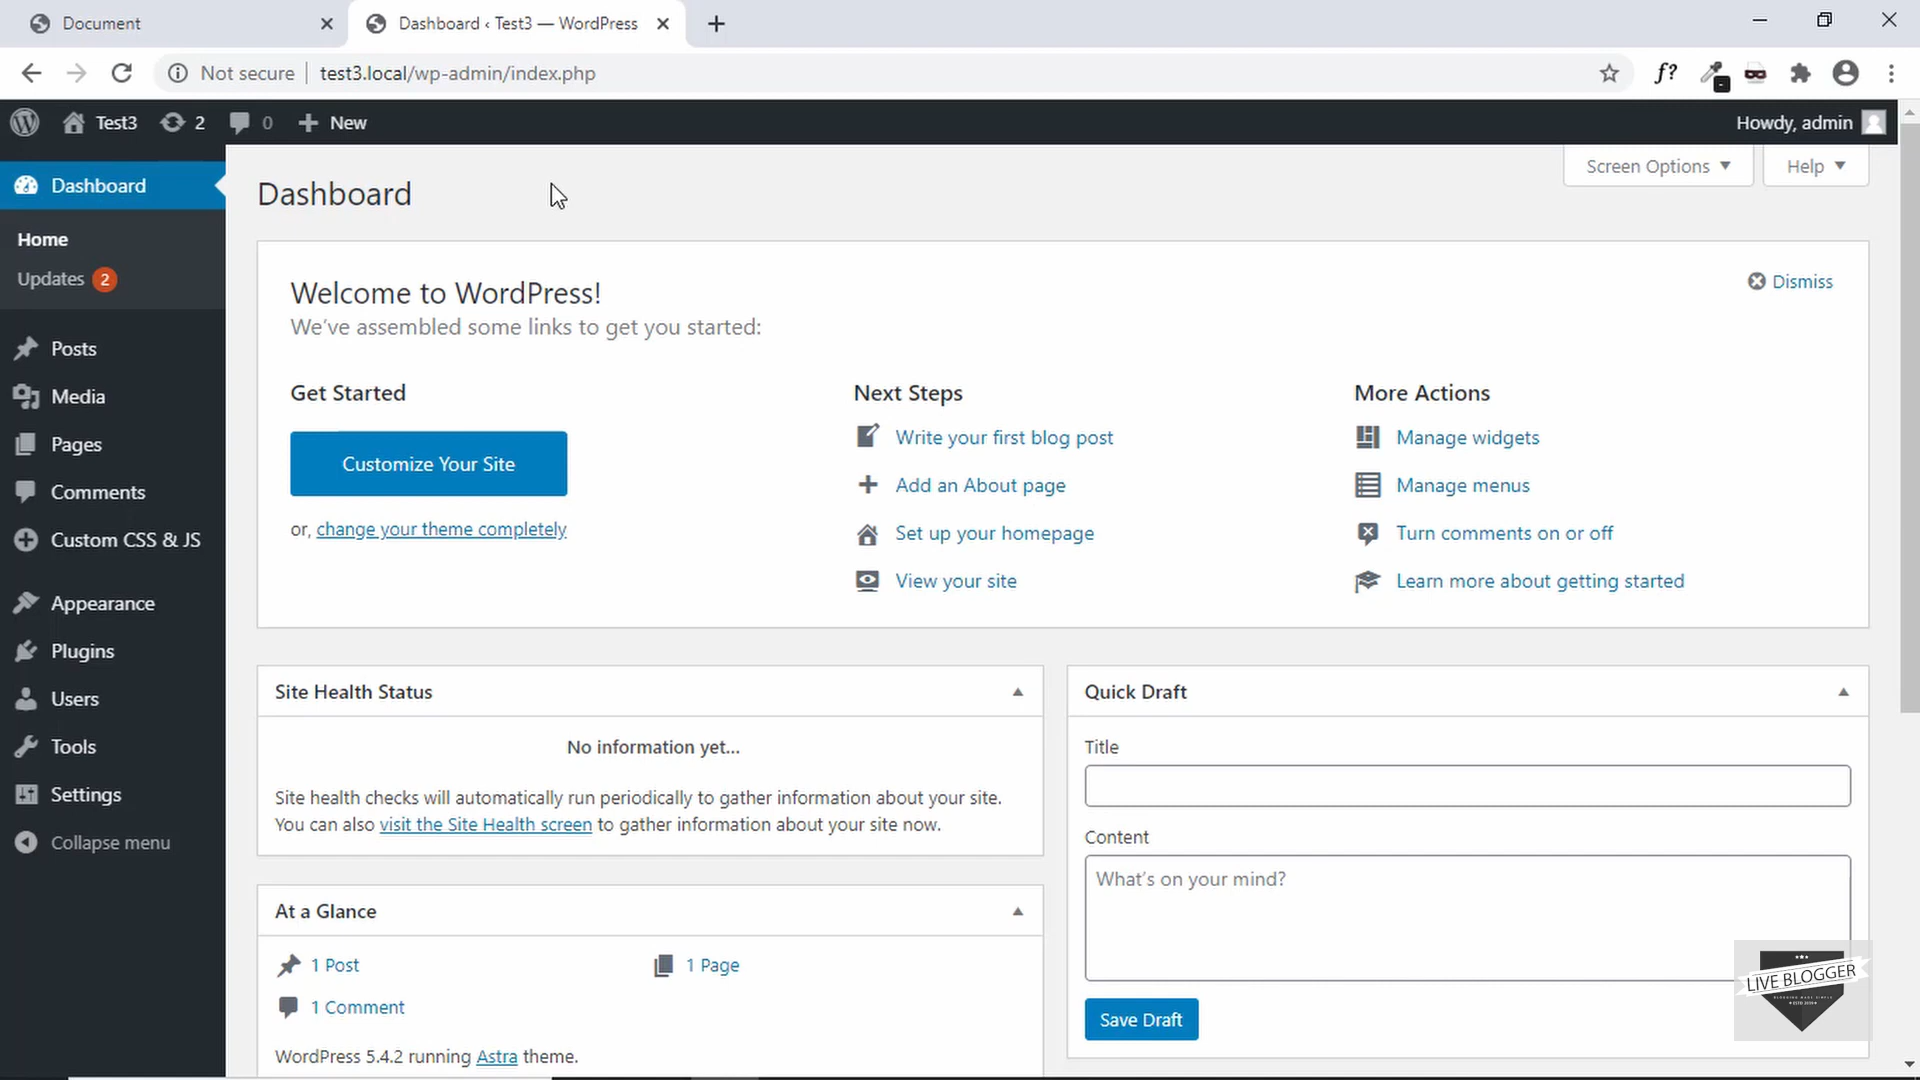 Document
Dashboard ‹ Test3 — WordPress
Not secure
test3.local/wp-admin/index.php
f?
Test3
2
0
New
Howdy, admin
Dashboard
Home
Updates 2
Posts
Media
Pages
Comments
Custom CSS & JS
Appearance
Plugins
Users
Tools
Settings
Collapse menu
Dashboard
Screen Options
Help
Welcome to WordPress!
Dismiss
We've assembled some links to get you started:
Get Started
Customize Your Site
or, change your theme completely
Next Steps
Write your first blog post
Add an About page
Set up your homepage
View your site
More Actions
Manage widgets
Manage menus
Turn comments on or off
Learn more about getting started
Site Health Status
No information yet...
Site health checks will automatically run periodically to gather information about your site.
You can also visit the Site Health screen to gather information about your site now.
At a Glance
1 Post
1 Page
1 Comment
WordPress 5.4.2 running Astra theme.
Quick Draft
Title
Content
What's on your mind?
Save Draft
LIVE BLOGGER